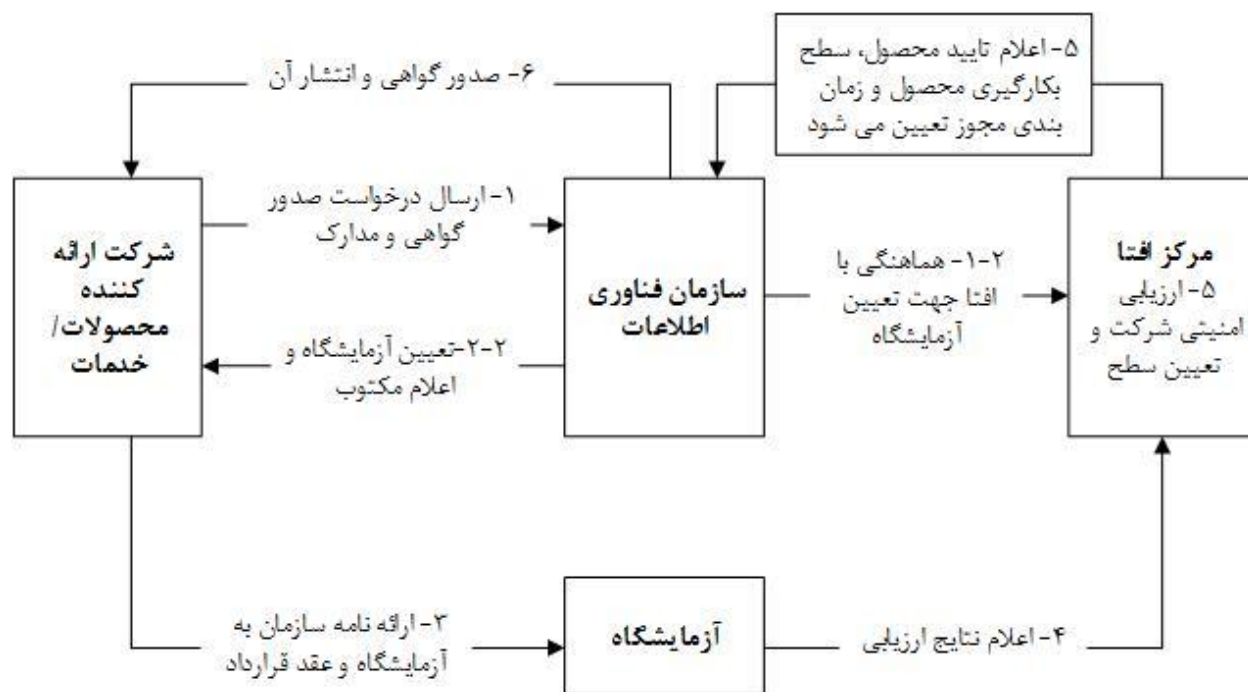 ۶- صدور گواهی و انتشار آن
۵- اعلام تایید محصول، سطح
بکارگیری محصول و زمان
بندی مجوز تعیین می شود
شرکت ارائه
کننده
محصولات/
خدمات
۱-ارسال درخواست صدور
گواهی و مدارک
۲-۲-تعیین آزمایشگاه و
اعلام مکتوب
سازمان فناوری
اطلاعات
۱-۲- هماهنگی با
افتا جهت تعیین
آزمایشگاه
مرکز افتا
۵- ارزیابی
امنیتی شرکت و
تعیین سطح
۳- ارائه نامه سازمان به
آزمایشگاه و عقد قرارداد
آزمایشگاه
۴- اعلام نتایج ارزیابی